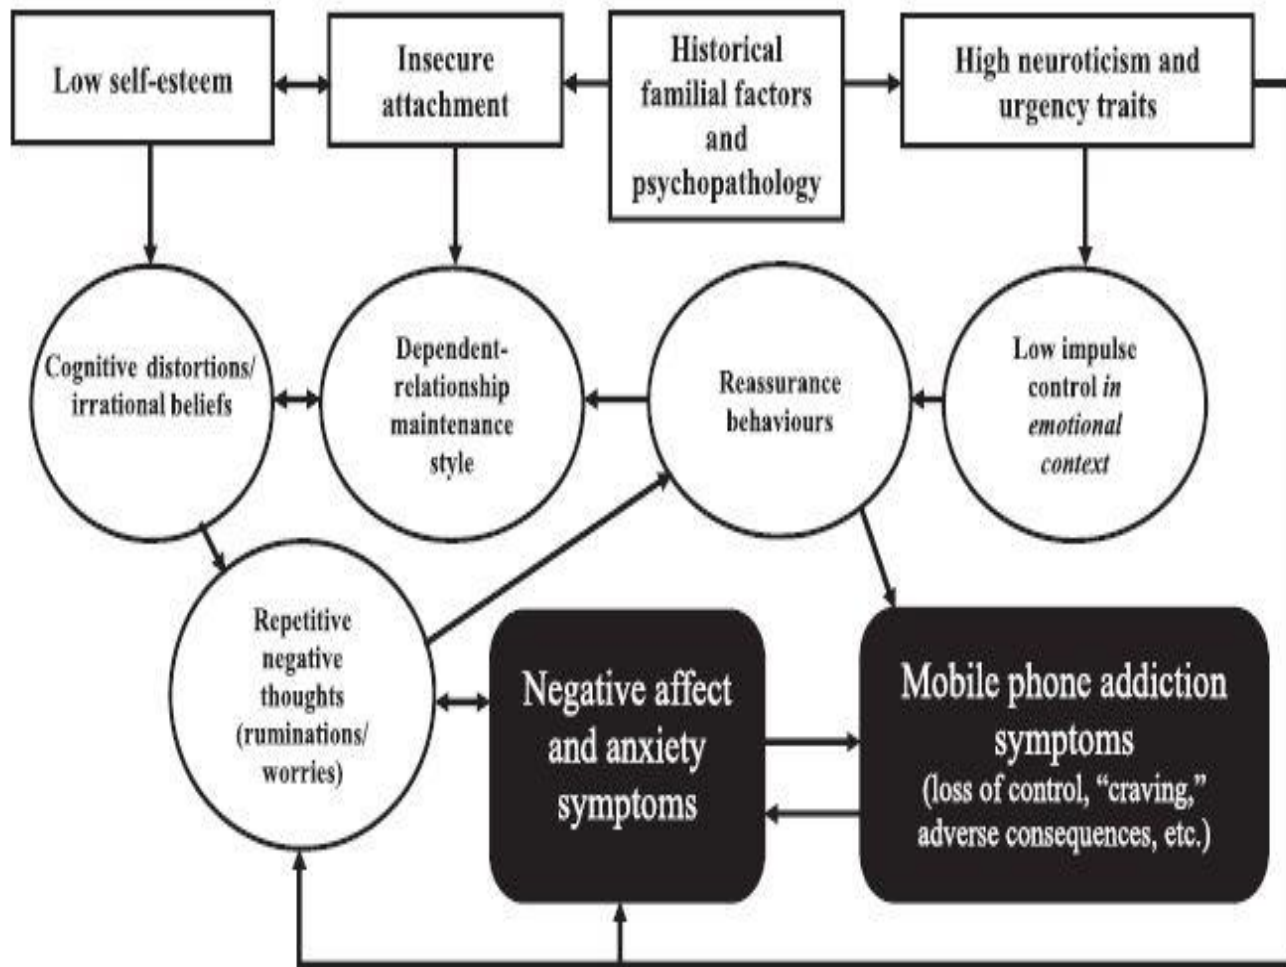 Low self-esteem
Insecure
attachment
Historical
familial factors
and
psychopathology
High neuroticism and
urgency traits
Cognitive distortions/
irrational beliefs
Dependent-
relationship
maintenance
style
Reassurance
behaviours
Low impulse
control in
emotional
context
Repetitive
negative
thoughts
(ruminations/
worries)
Negative affect
and anxiety
symptoms
Mobile phone addiction
symptoms
(loss of control, “craving,”
adverse consequences, etc.)